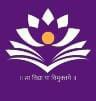 ॥ सा विद्या या विमुक्तये ॥